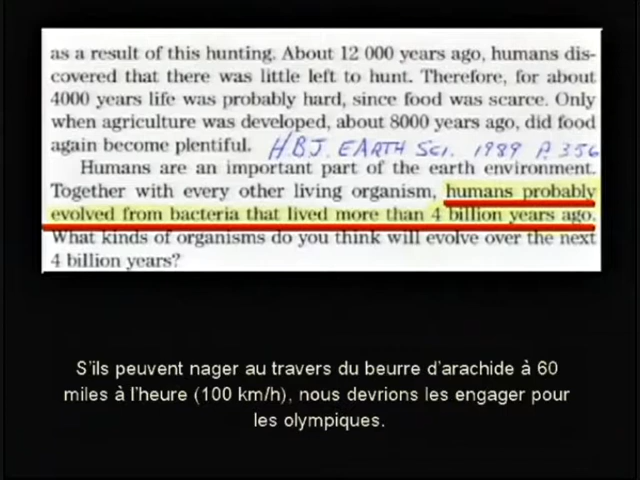 as a result of this hunting. About 12 000 years ago, humans dis-
covered that there was little left to hunt. Therefore, for about
4000 years life was probably hard, since food was scarce. Only
when agriculture was developed, about 8000 years ago, did food
again become plentiful. HBJ. EARTH SCI. 1989 P. 356
Humans are an important part of the earth environment.
Together with every other living organism, humans probably
evolved from bacteria that lived more than 4 billion years ago.
What kinds of organisms do you think will evolve over the next
4 billion years?
S'ils peuvent nager au travers du beurre d'arachide à 60
miles à l'heure (100 km/h), nous devrions les engager pour
les olympiques.